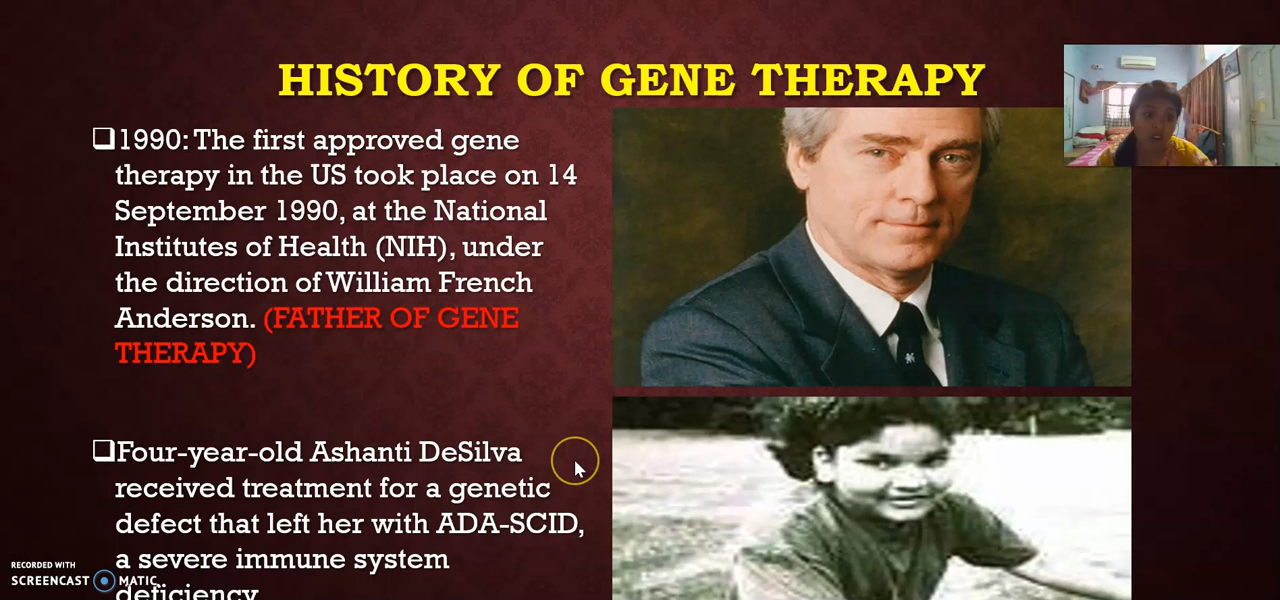 HISTORY OF GENE THERAPY
❑1990: The first approved gene
therapy in the US took place on 14
September 1990, at the National
Institutes of Health (NIH), under
the direction of William French
Anderson. (FATHER OF GENE
THERAPY)
❑Four-year-old Ashanti DeSilva
received treatment for a genetic
defect that left her with ADA-SCID,
a severe immune system
deficiency
RECORDED WITH
SCREENCAST MATIC